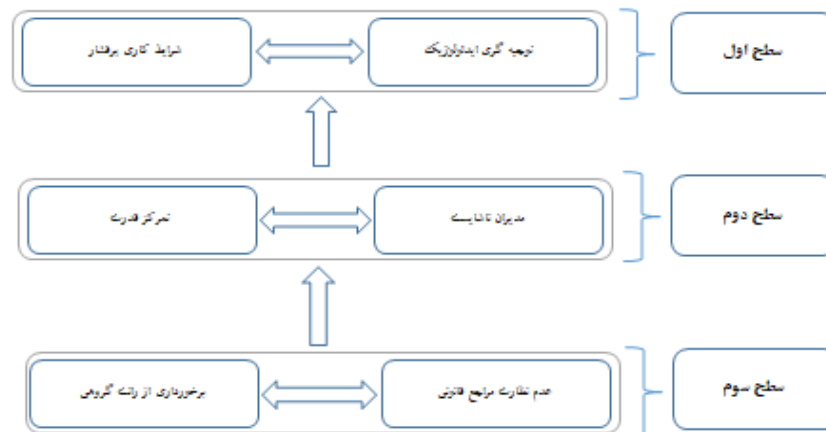 سطح اول
توجیه گری ایدئولوژیک
شرایط کاری پرفشار
سطح دوم
مدیران ناشایست
تمرکز قدرت
سطح سوم
عدم نظارت مراجع قانونی
برخورداری از رانت گروهی